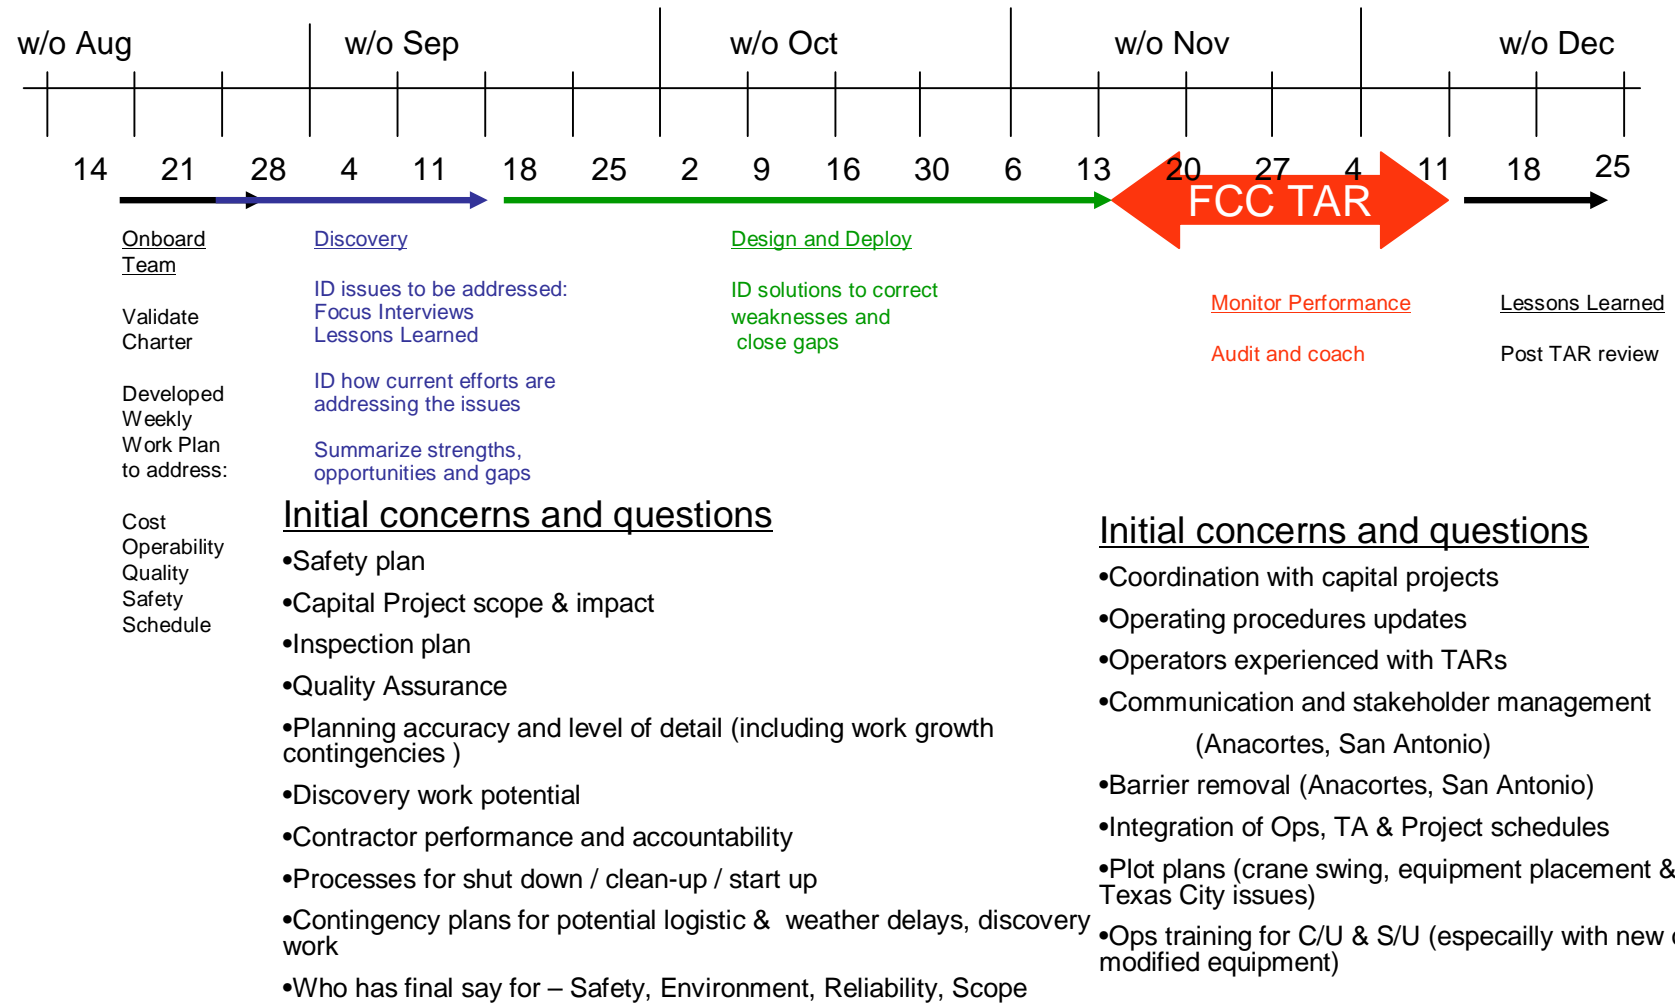 w/o Aug w/o Sep w/o Oct w/o Nov w/o Dec
14 21 28 4 11 18 25 2 9 16 30 6 13 20 27 4 11 18 25
FCC TAR
Onboard
Team
Validate
Charter
Developed
Weekly
Work Plan
to address:
Cost
Operability
Quality
Safety
Schedule
Discovery
ID issues to be addressed:
Focus Interviews
Lessons Learned
ID how current efforts are
addressing the issues
Summarize strengths,
opportunities and gaps
Design and Deploy
ID solutions to correct
weaknesses and
close gaps
Monitor Performance
Audit and coach
Lessons Learned
Post TAR review
Initial concerns and questions
•Safety plan
•Capital Project scope & impact
•Inspection plan
•Quality Assurance
•Planning accuracy and level of detail (including work growth
contingencies )
•Discovery work potential
•Contractor performance and accountability
•Processes for shut down / clean-up / start up
•Contingency plans for potential logistic & weather delays, discovery
work
•Who has final say for – Safety, Environment, Reliability, Scope
Initial concerns and questions
•Coordination with capital projects
•Operating procedures updates
•Operators experienced with TARs
•Communication and stakeholder management
(Anacortes, San Antonio)
•Barrier removal (Anacortes, San Antonio)
•Integration of Ops, TA & Project schedules
•Plot plans (crane swing, equipment placement &
Texas City issues)
•Ops training for C/U & S/U (especailly with new
modified equipment)